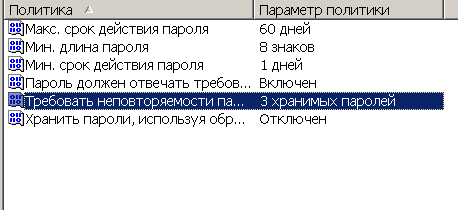 Политика Параметр политики
Макс. срок действия пароля 60 дней
Мин. длина пароля 8 знаков
Мин. срок действия пароля 1 дней
Пароль должен отвечать требов... Включен
Требовать неповторяемости па... 3 хранимых паролей
Хранить пароли, используя обр... Отключен